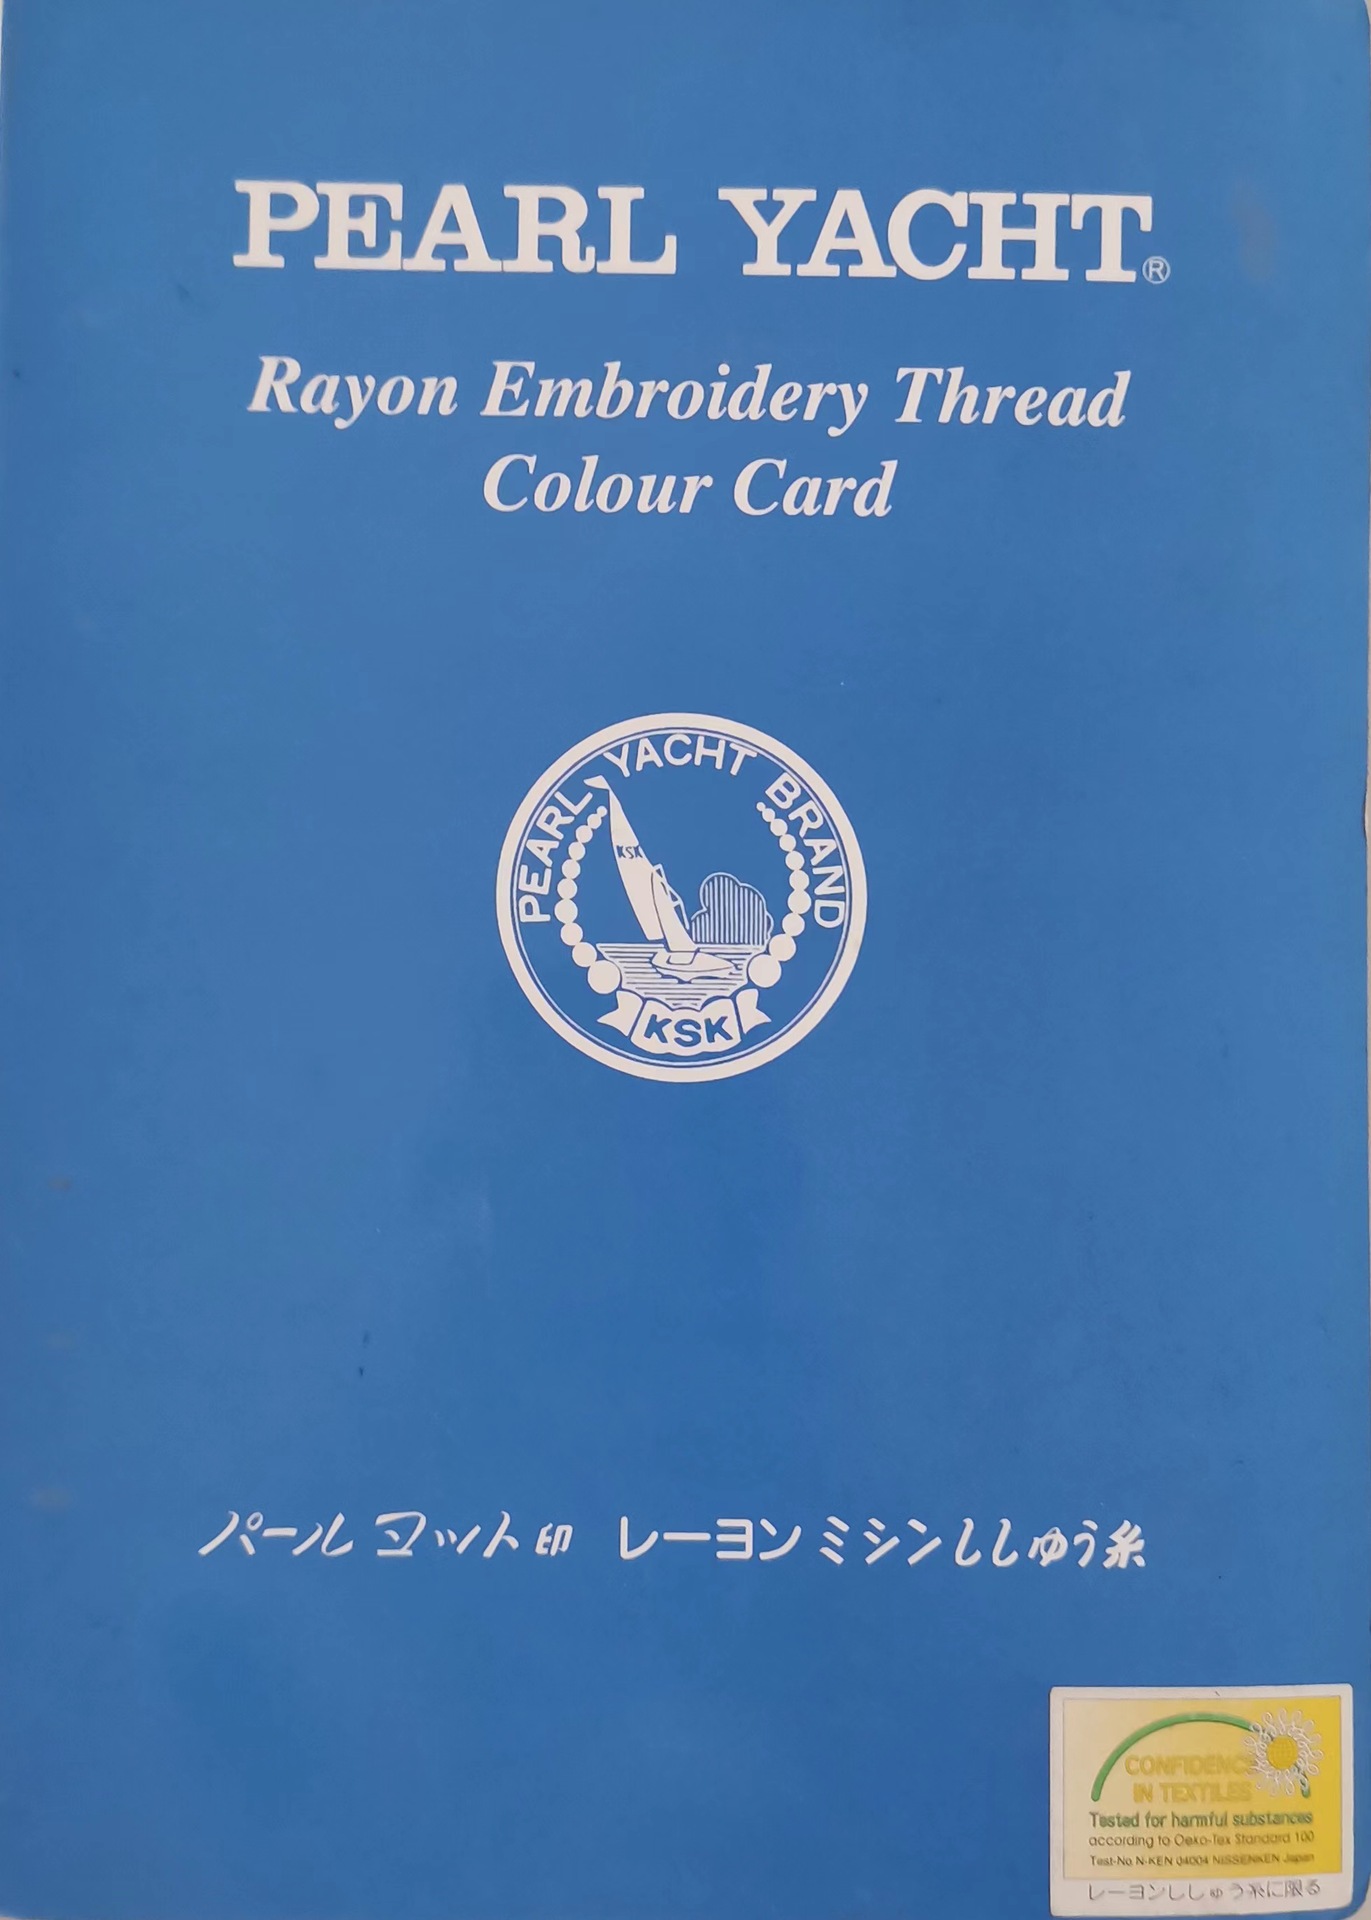 PEARL YACHT®
Rayon Embroidery Thread
Colour Card
PEARL YACHT BRAND
KSK
KSK
パールヨット印 レーヨンミシンししゅう糸
CONFIDENCE
IN TEXTILES
Tested for harmful substances
according to Oeko-Tex Standard 100
Test-No N-KEN 04004 NISSENKEN Japan
レーヨンししゅう糸に限る